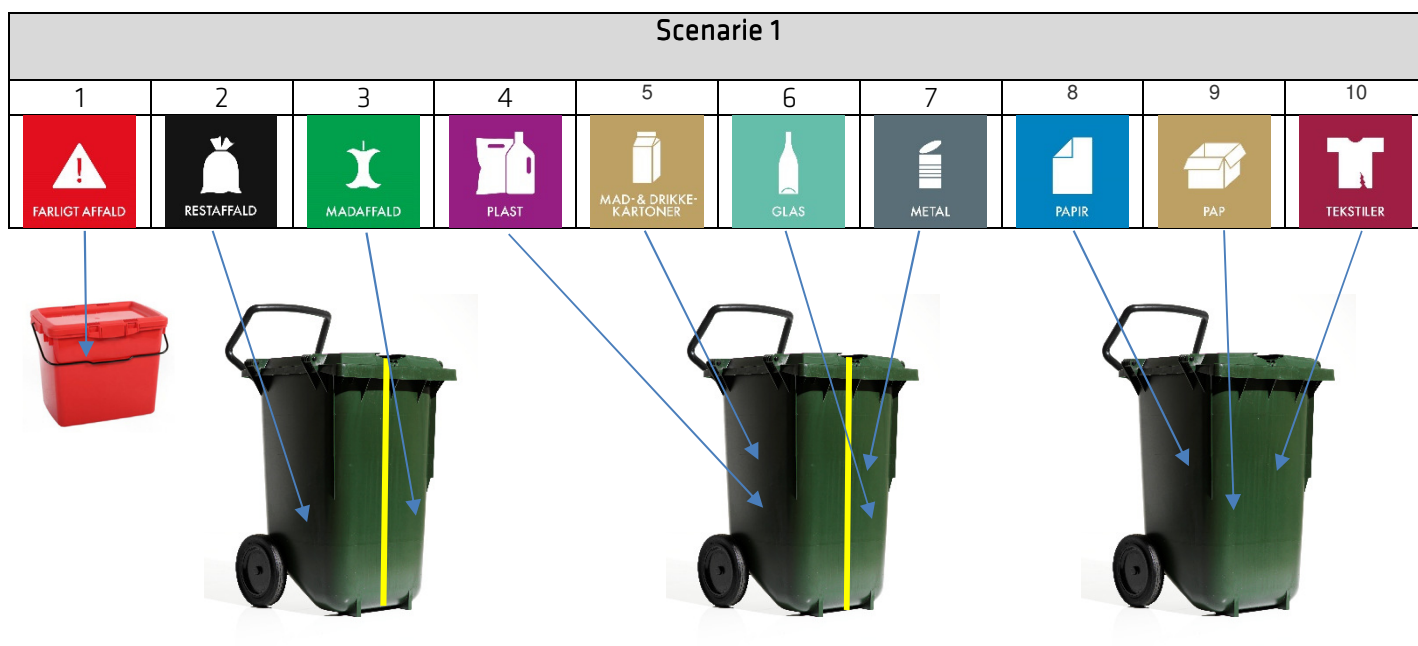 Scenarie 1
1 2 3 4 5 6 7 8 9 10
FARLIGT AFFALD
RESTAFFALD
MADAFFALD
PLAST
MAD- & DRIKKE-
KARTONER
GLAS
METAL
PAPIR
PAP
TEKSTILER